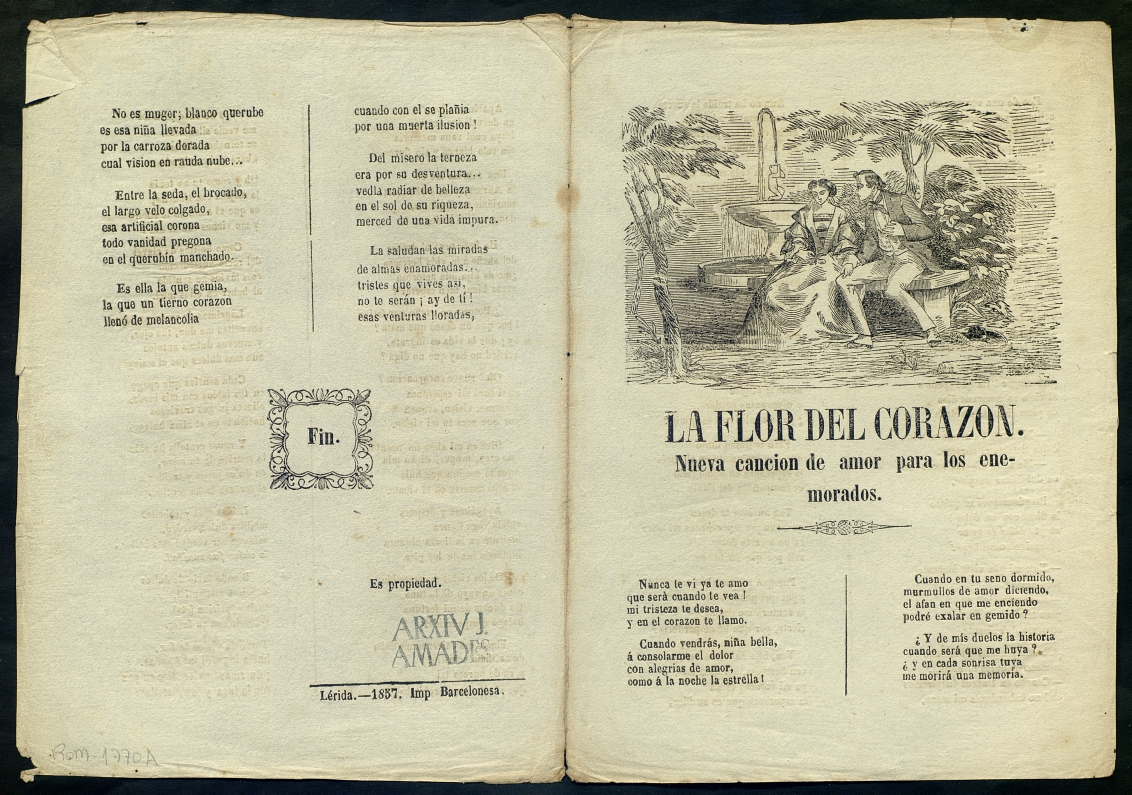 No es muger; blanco querube
es esa niña llevada
por la carroza dorada
cual vision en rauda nube...
Entre la seda, el brocado,
el largo velo colgado,
esa artificial corona
todo vanidad pregona
en el querubin manchado.
Es ella la que gemia,
la que un tierno corazon
llenó de melancolia
cuando con el se plañia
por una muerta ilusion!
Del misero la terneza
era por su desventura...
vedla radiar de belleza
en el sol de su riqueza,
merced de una vida impura.
La saludan las miradas
de almas enamoradas...
tristes que vives asi,
no te serán ¡ ay de tí!
esas venturas lloradas,
Fin.
Es propiedad.
ARXIV J.
AMADES
Lérida.—1857. Imp Barcelonesa.
ROM-1770A
LA FLOR DEL CORAZON.
Nueva cancion de amor para los ene-
morados.
Nunca te vi ya te amo
que será cuando te vea!
mi tristeza te desea,
y en el corazon te llamo.
Cuando vendrás, niña bella,
á consolarme el dolor
con alegrias de amor,
como á la noche la estrella!
Cuando en tu seno dormido,
murmullos de amor diciendo,
el afan en que me enciendo
podré exalar en gemido?
¿Y de mis duelos la historia
cuando será que me huya?
¿y en cada sonrisa tuya
me morirá una memoria.